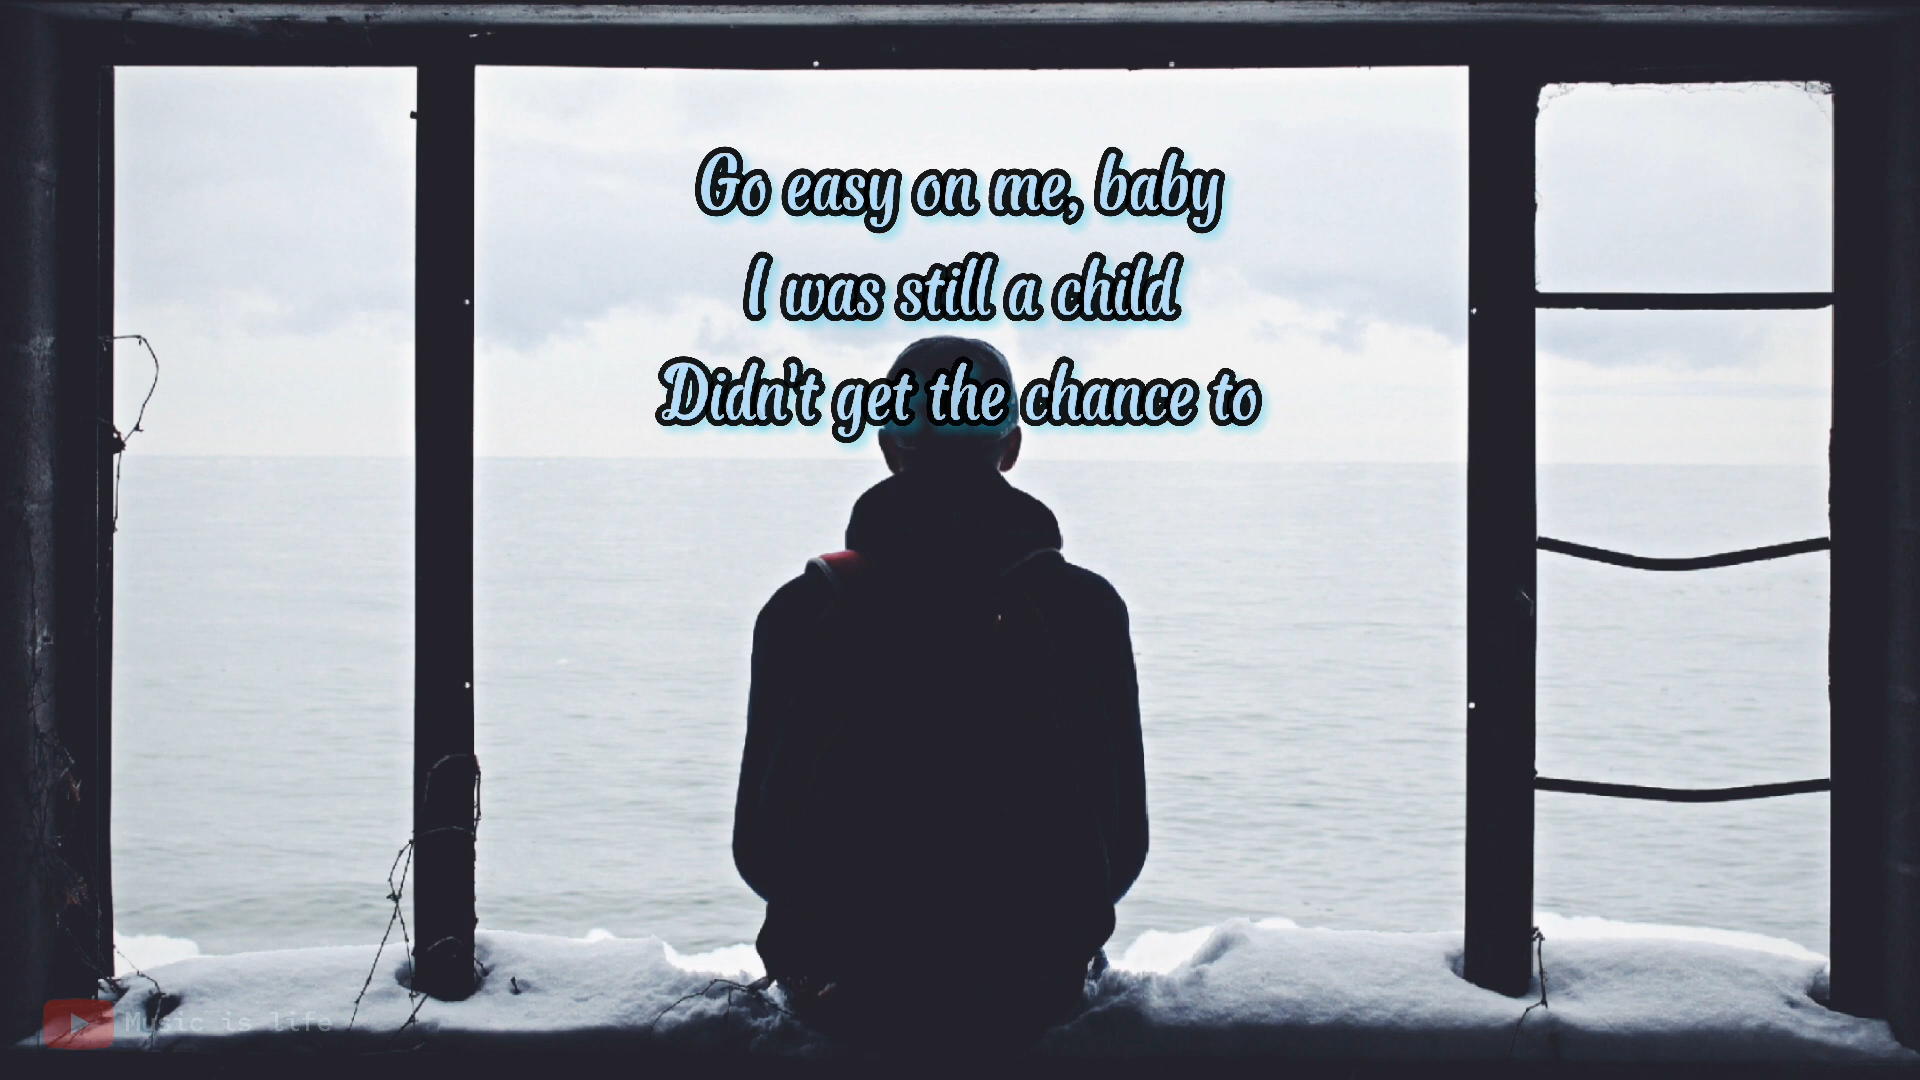 Go easy on me, baby
I was still a child
Didn't get the chance to
Music is life